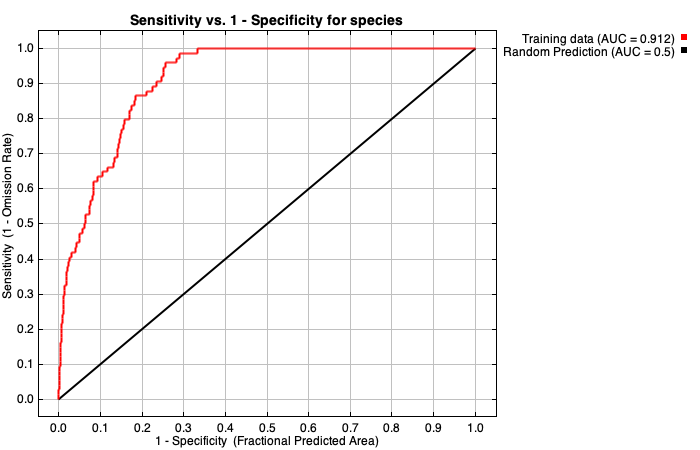 Sensitivity vs. 1 - Specificity for species
Training data (AUC = 0.912)
Random Prediction (AUC = 0.5)
Sensitivity (1 - Omission Rate)
1.0
0.9
0.8
0.7
0.6
0.5
0.4
0.3
0.2
0.1
0.0
0.0 0.1 0.2 0.3 0.4 0.5 0.6 0.7 0.8 0.9 1.0
1 - Specificity (Fractional Predicted Area)